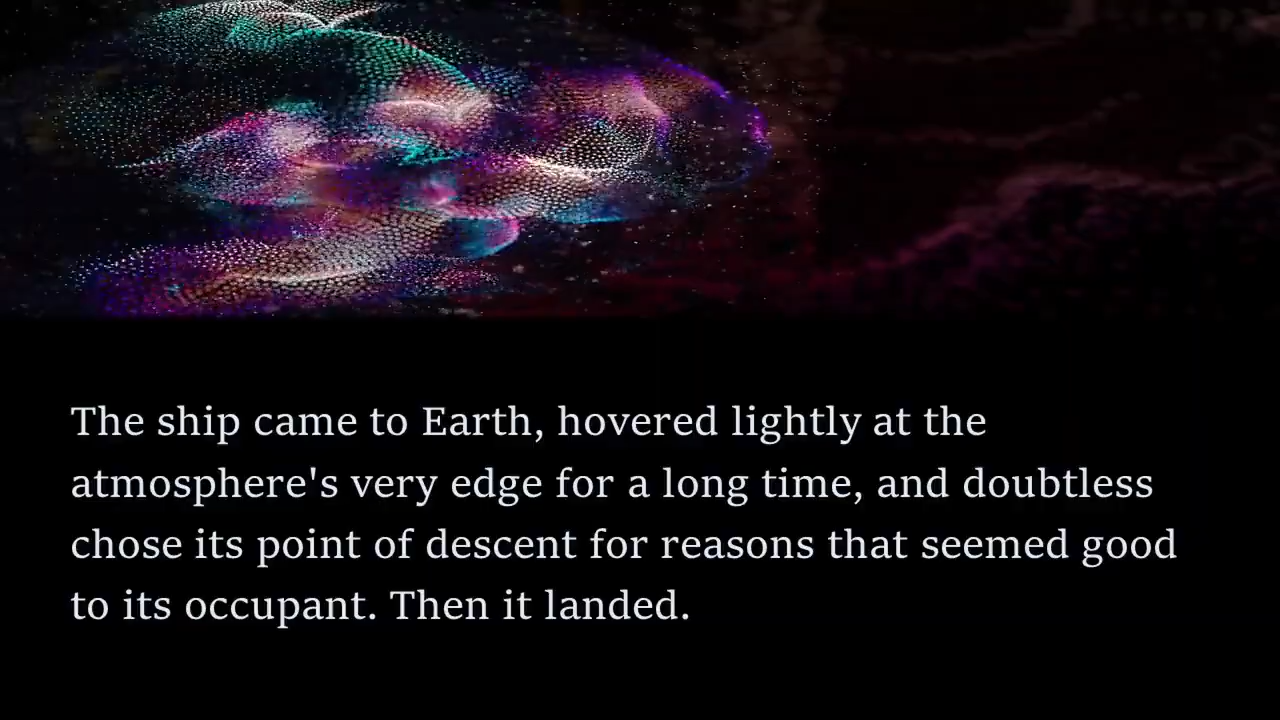 The ship came to Earth, hovered lightly at the
atmosphere's very edge for a long time, and doubtless
chose its point of descent for reasons that seemed good
to its occupant. Then it landed.